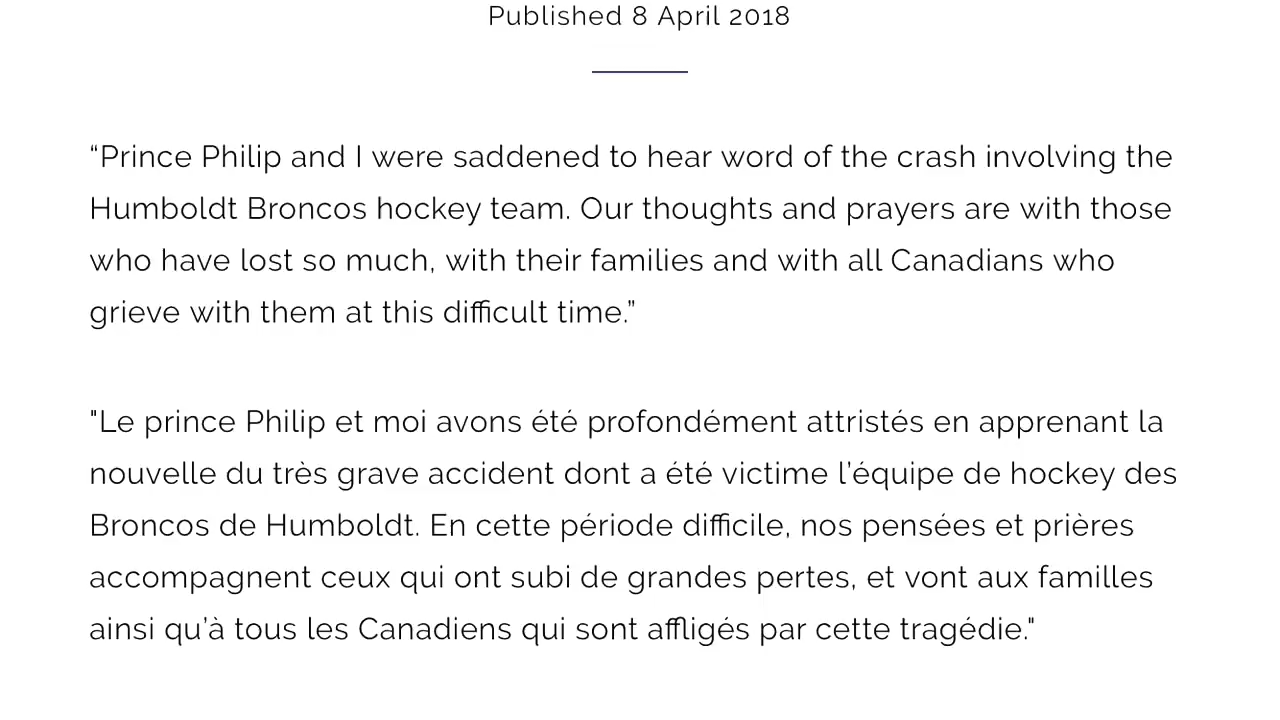 Published 8 April 2018
“Prince Philip and I were saddened to hear word of the crash involving the
Humboldt Broncos hockey team. Our thoughts and prayers are with those
who have lost so much, with their families and with all Canadians who
grieve with them at this difficult time.”
"Le prince Philip et moi avons été profondément attristés en apprenant la
nouvelle du très grave accident dont a été victime l’équipe de hockey des
Broncos de Humboldt. En cette période difficile, nos pensées et prières
accompagnent ceux qui ont subi de grandes pertes, et vont aux familles
ainsi qu’à tous les Canadiens qui sont affligés par cette tragédie."